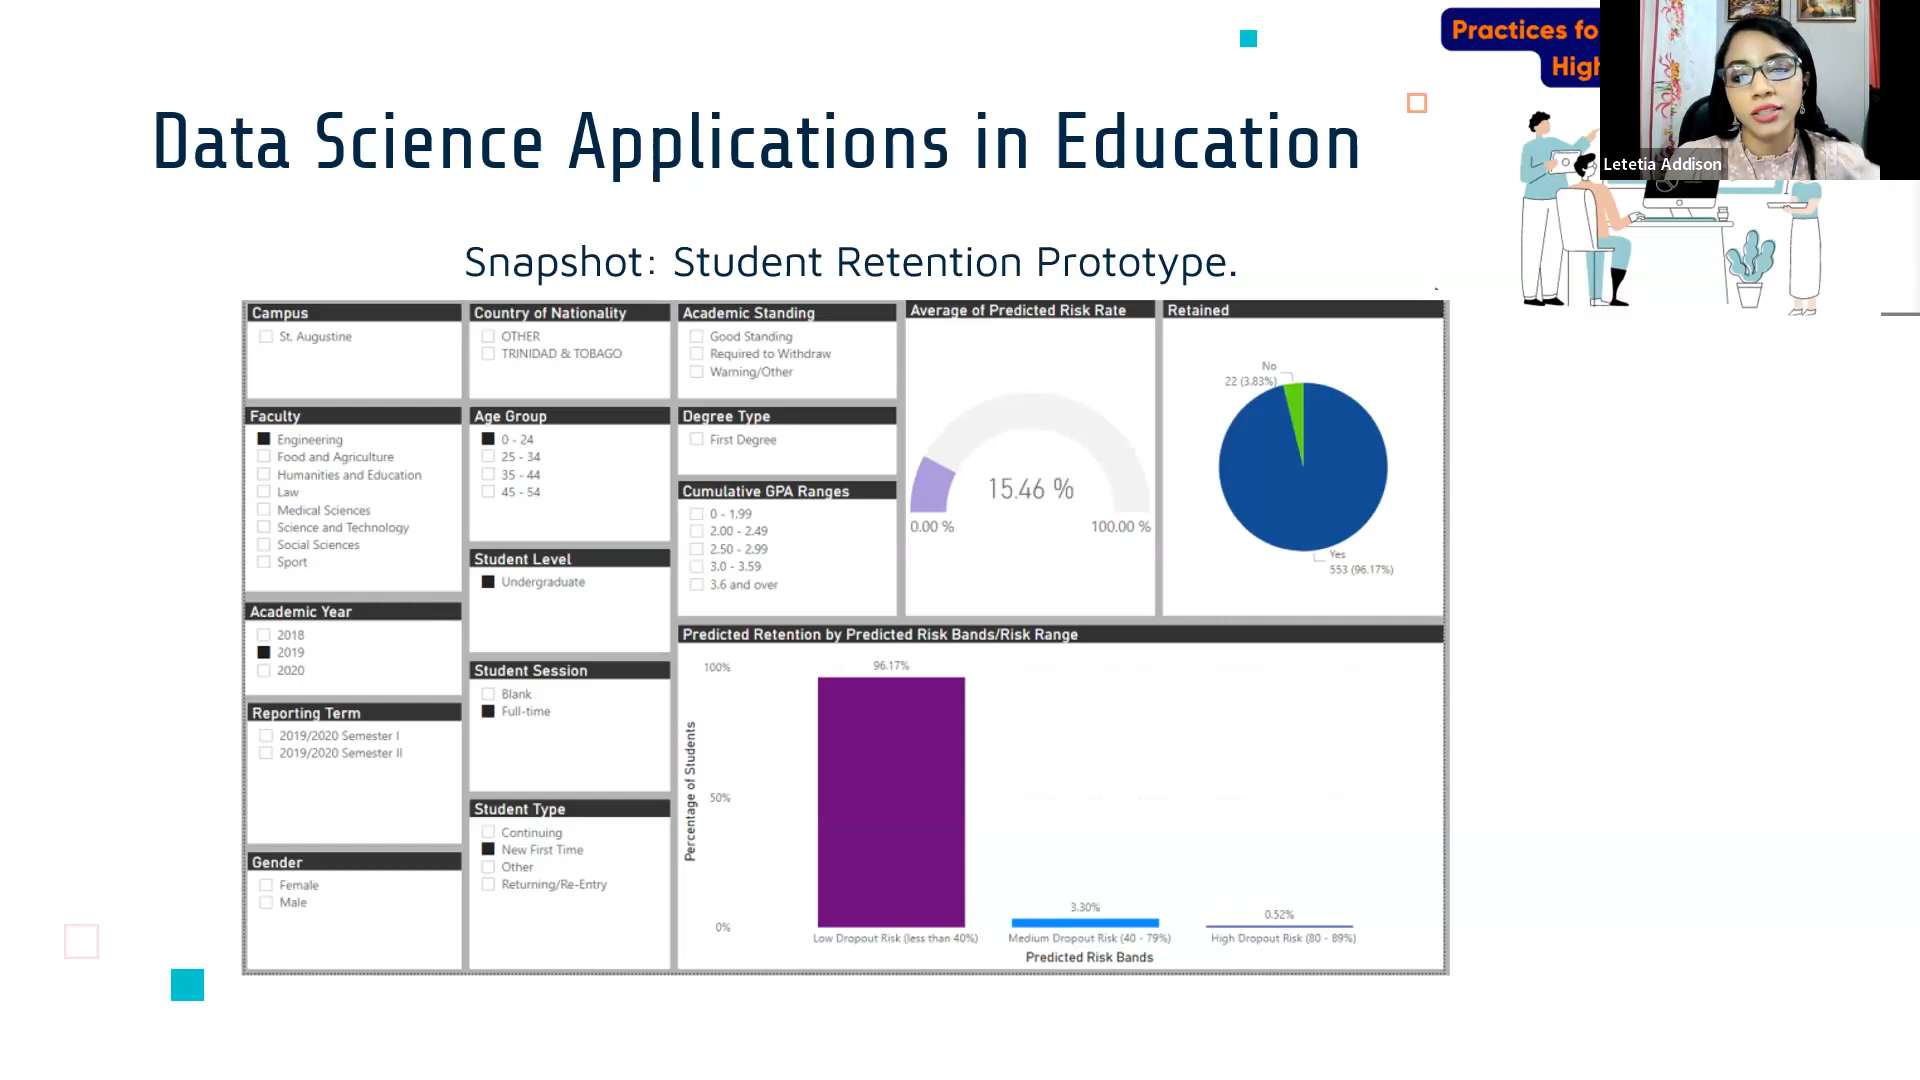 Practices fo
High
Letetia Addison
Data Science Applications in Education
Snapshot: Student Retention Prototype.
Campus
St. Augustine
Faculty
Engineering
Food and Agriculture
Humanities and Education
Law
Medical Sciences
Science and Technology
Social Sciences
Sport
Academic Year
2018
2019
2020
Reporting Term
2019/2020 Semester I
2019/2020 Semester II
Gender
Female
Male
Country of Nationality
OTHER
TRINIDAD & TOBAGO
Age Group
0 - 24
25 - 34
35 - 44
45 - 54
Student Level
Undergraduate
Student Session
Blank
Full-time
Student Type
Continuing
New First Time
Other
Returning/Re-Entry
Academic Standing
Good Standing
Required to Withdraw
Warning/Other
Degree Type
First Degree
Cumulative GPA Ranges
0 - 1.99
2.00 - 2.49
2.50 - 2.99
3.0 - 3.59
3.6 and over
Average of Predicted Risk Rate
15.46 %
0.00 %
100.00 %
Retained
No
22 (3.83%)
Yes
553 (96.17%)
Predicted Retention by Predicted Risk Bands/Risk Range
Percentage of Students
100%
50%
0%
96.17%
3.30%
0.52%
Low Dropout Risk (less than 40%)
Medium Dropout Risk (40 - 79%)
High Dropout Risk (80 - 89%)
Predicted Risk Bands